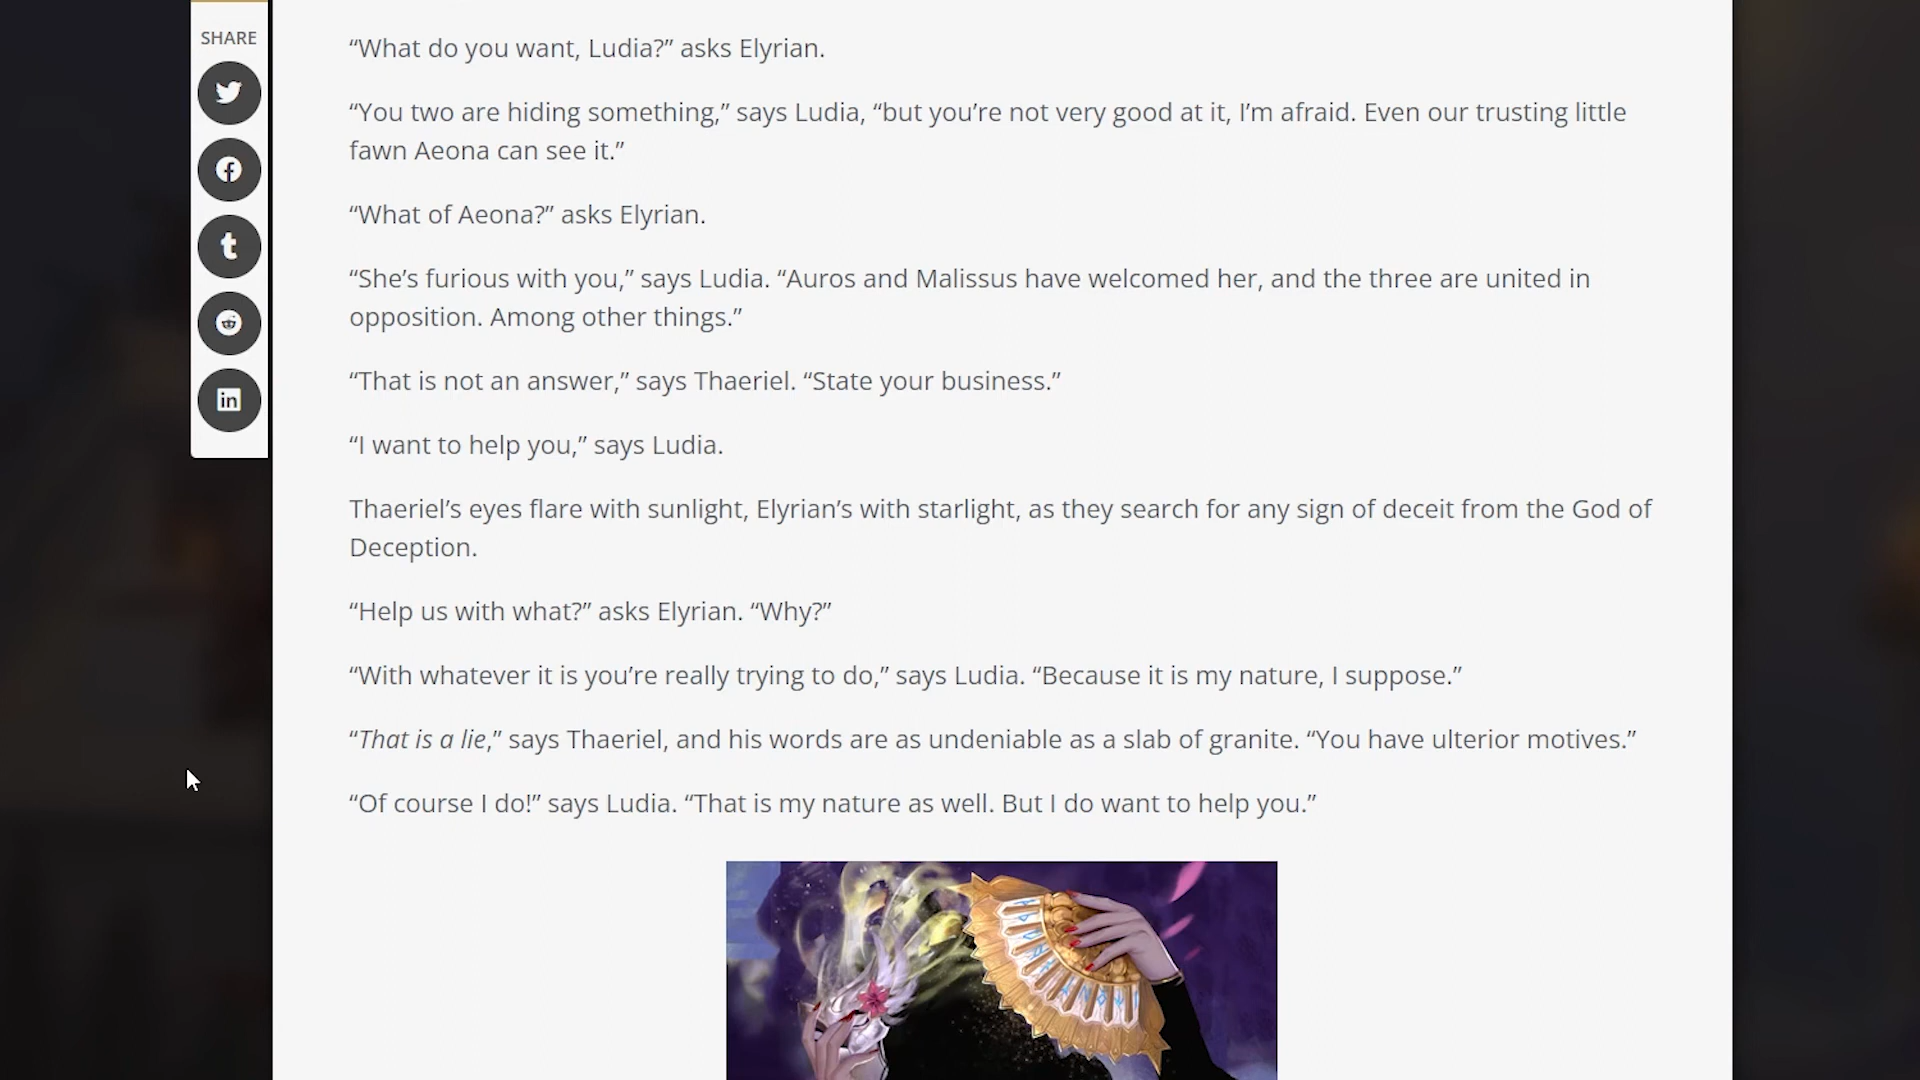 SHARE
“What do you want, Ludia?” asks Elyrian.
“You two are hiding something,” says Ludia, “but you’re not very good at it, I’m afraid. Even our trusting little
fawn Aeona can see it.”
“What of Aeona?” asks Elyrian.
“She’s furious with you,” says Ludia. “Auros and Malissus have welcomed her, and the three are united in
opposition. Among other things.”
“That is not an answer,” says Thaeriel. “State your business.”
“I want to help you,” says Ludia.
Thaeriel’s eyes flare with sunlight, Elyrian’s with starlight, as they search for any sign of deceit from the God of
Deception.
“Help us with what?” asks Elyrian. “Why?”
“With whatever it is you’re really trying to do,” says Ludia. “Because it is my nature, I suppose.”
“That is a lie,” says Thaeriel, and his words are as undeniable as a slab of granite. “You have ulterior motives.”
“Of course I do!” says Ludia. “That is my nature as well. But I do want to help you.”